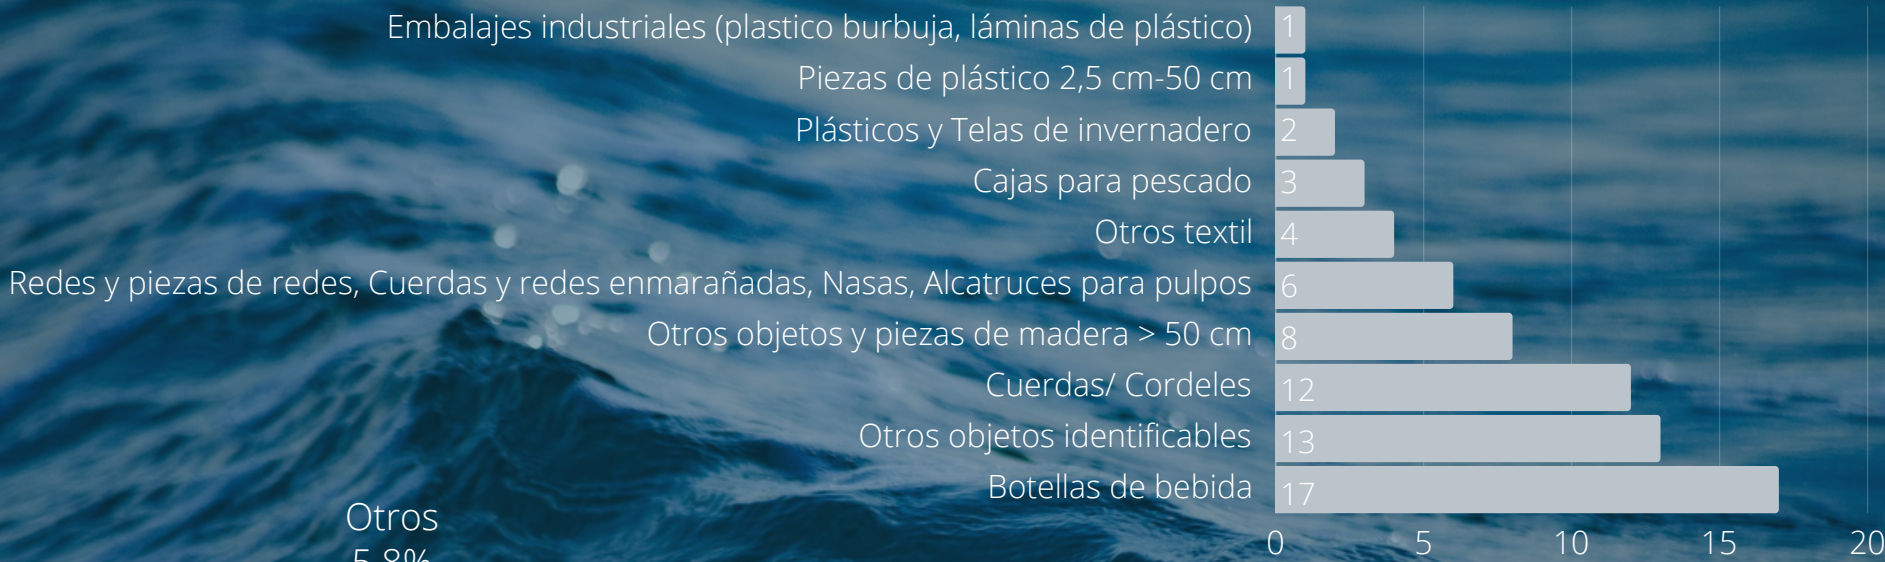 Embalajes industriales (plastico burbuja, láminas de plástico) 1
Piezas de plástico 2,5 cm-50 cm 1
Plásticos y Telas de invernadero 2
Cajas para pescado 3
Otros textil 4
Redes y piezas de redes, Cuerdas y redes enmarañadas, Nasas, Alcatruces para pulpos 6
Otros objetos y piezas de madera > 50 cm 8
Cuerdas/ Cordeles 12
Otros objetos identificables 13
Botellas de bebida 17
0 5 10 15 20
Otros
5.8%